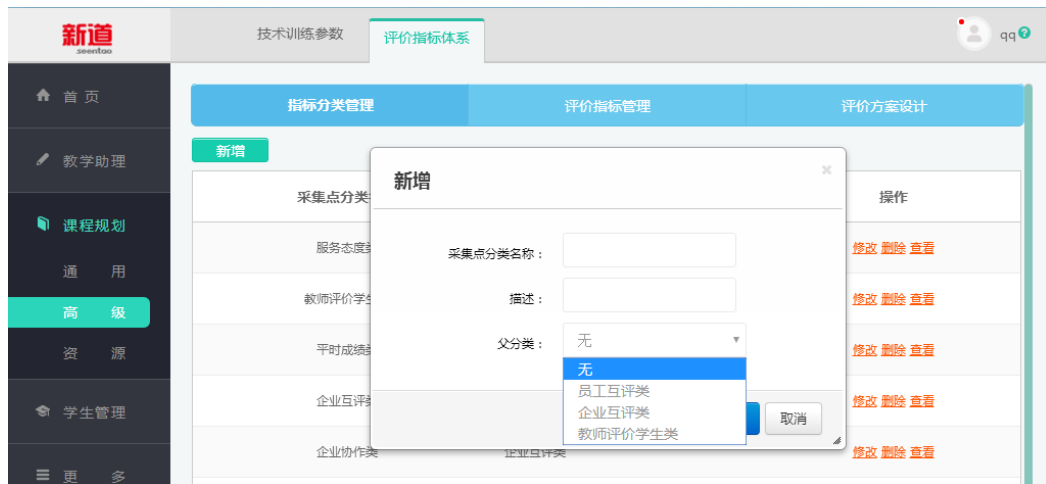 新道
seentao
技术训练参数
评价指标体系
qq
首 页
教学助理
课程规划
通 用
高 级
资 源
学生管理
更 多
指标分类管理
评价指标管理
评价方案设计
新增
采集点分类
操作
服务态度类
修改 删除 查看
教师评价学生
修改 删除 查看
平时成绩类
修改 删除 查看
企业互评类
修改 删除 查看
企业协作类
企业互评类
修改 删除 查看
新增
×
采集点分类名称：
描述：
父分类：
无
无
员工互评类
企业互评类
教师评价学生类
取消